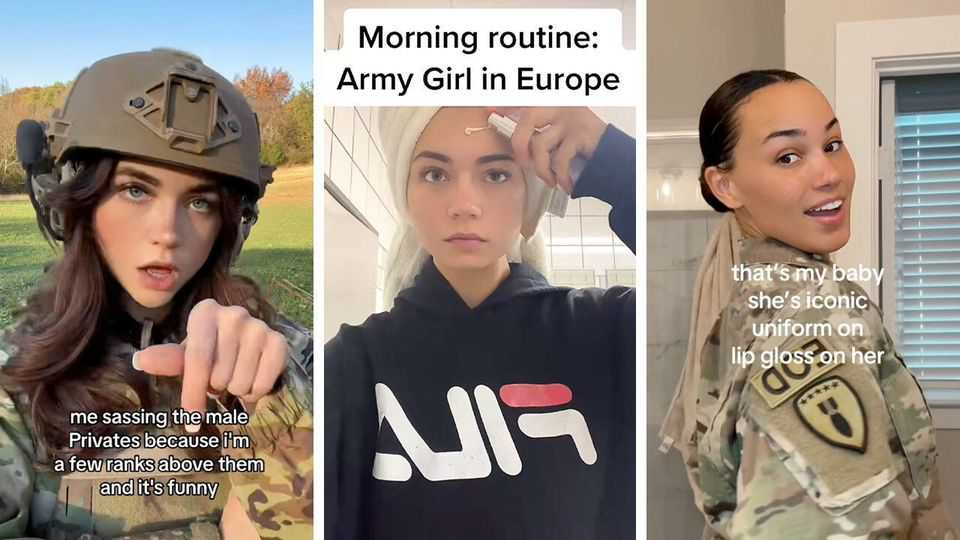 me sassing the male
Privates because i'm
a few ranks above them
and it's funny
Morning routine:
Army Girl in Europe
FILA
that's my baby
she's iconic
uniform on
lip gloss on her
EOD